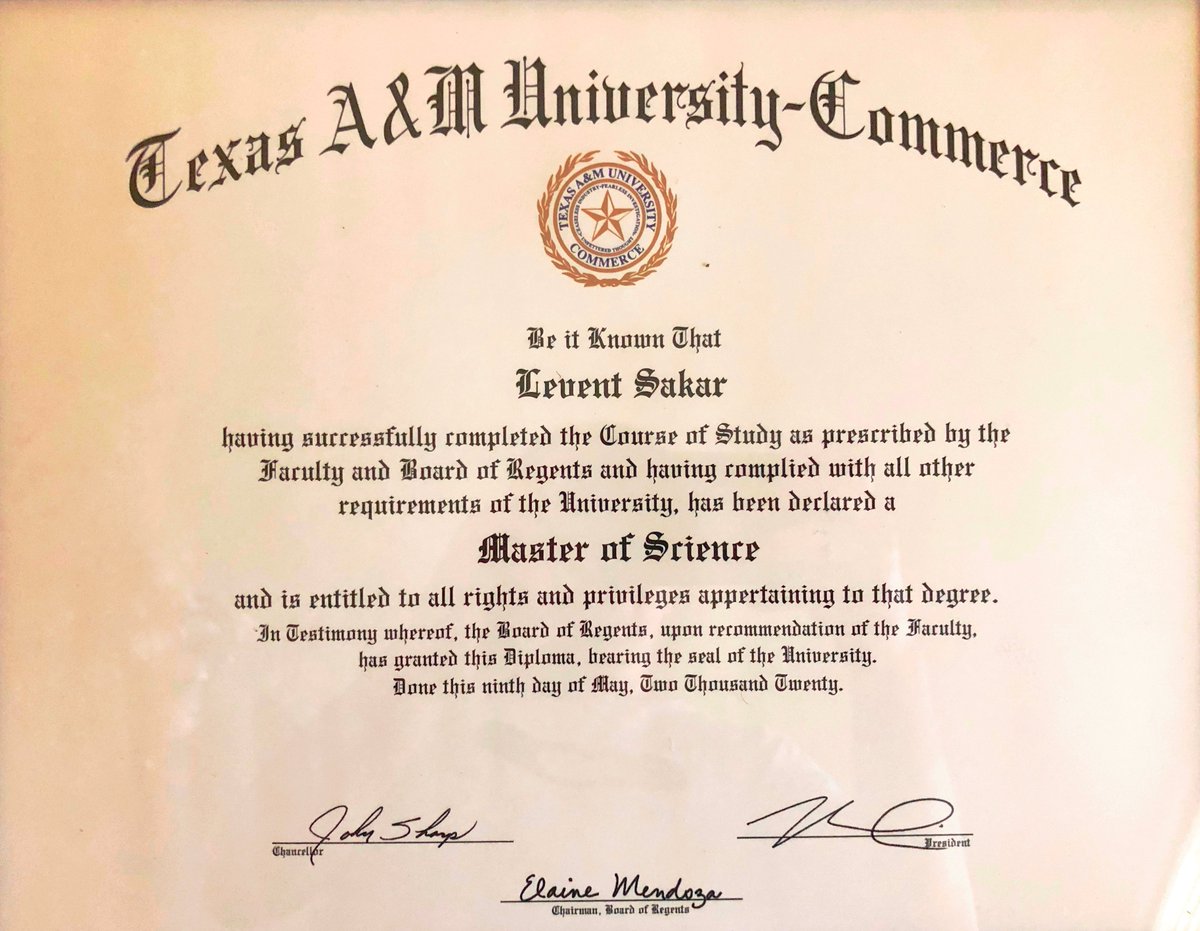 Texas A&M University-Commerce
TEXAS A&M UNIVERSITY
COMMERCE
Be it Known That
Levent Sakar
having successfully completed the Course of Study as prescribed by the
Faculty and Board of Regents and having complied with all other
requirements of the University, has been declared a
Master of Science
and is entitled to all rights and privileges appertaining to that degree.
In Testimony whereof, the Board of Regents, upon recommendation of the Faculty,
has granted this Diploma, bearing the seal of the University.
Done this ninth day of May, Two Thousand Twenty.
John Sharp
Chancellor
President
Elaine Mendoza
Chairman, Board of Regents